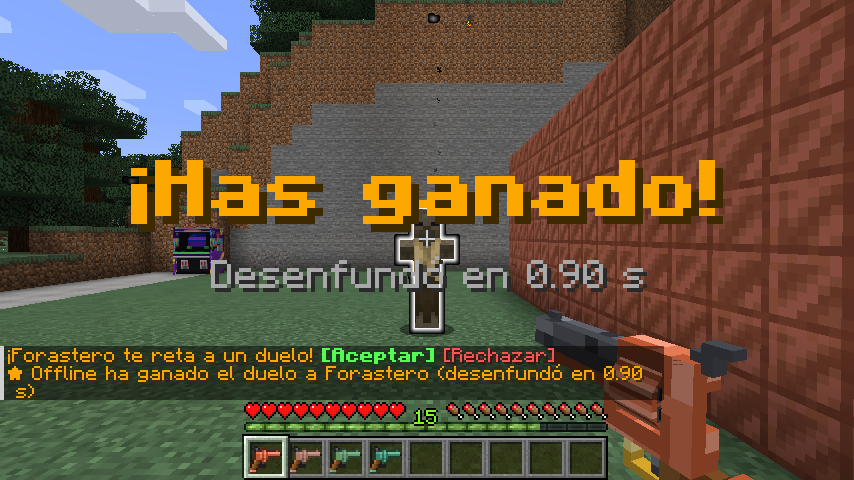 ¡Has ganado!
Desenfundó en 0.90 s
¡Forastero te reta a un duelo! [Aceptar] [Rechazar]
★ Offline ha ganado el duelo a Forastero (desenfundó en 0.90
s)
15